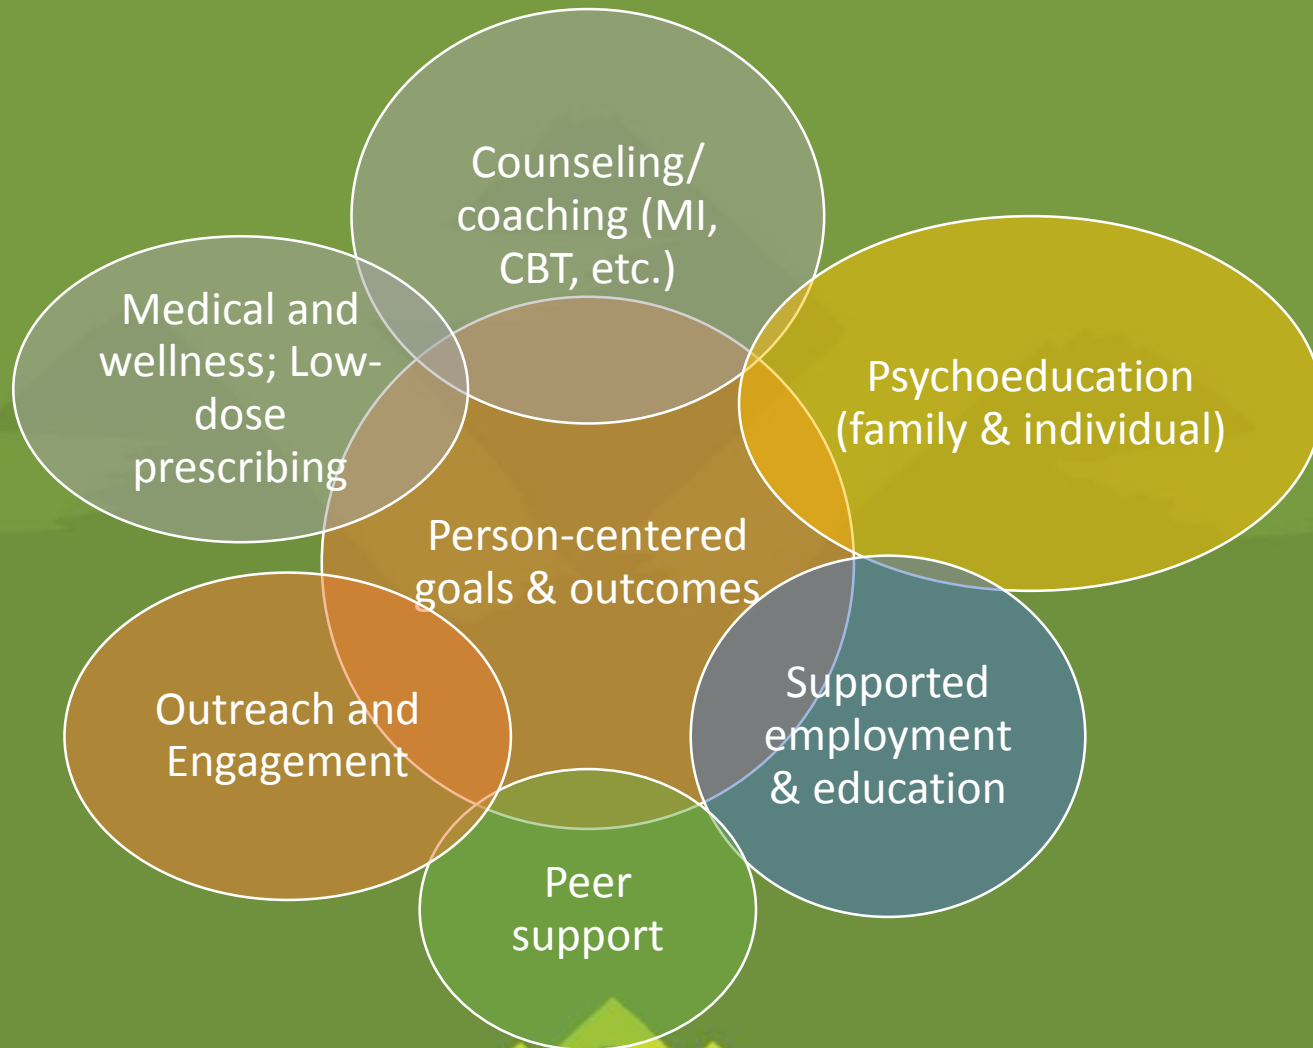 Counseling/
coaching (MI,
CBT, etc.)
Medical and
wellness; Low-
dose
prescribing
Psychoeducation
(family & individual)
Person-centered
goals & outcomes
Supported
employment
& education
Outreach and
Engagement
Peer
support